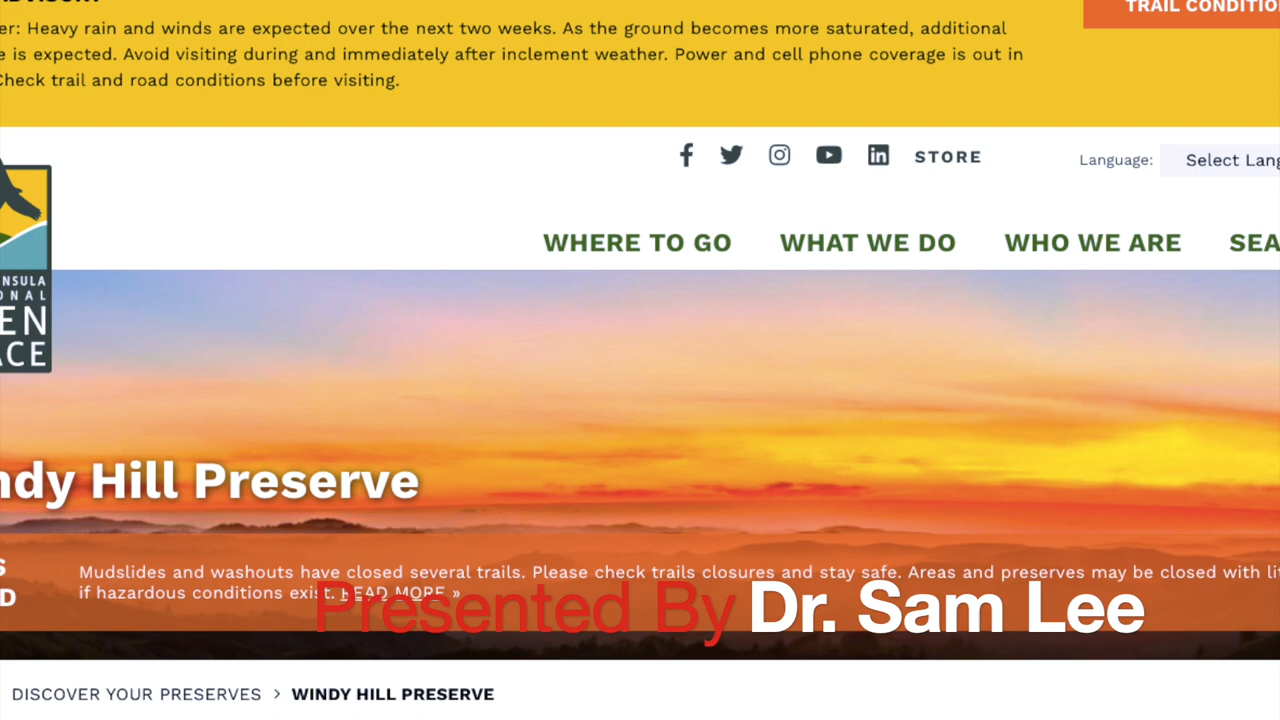 TRAIL CONDITIO
er: Heavy rain and winds are expected over the next two weeks. As the ground becomes more saturated, additional
e is expected. Avoid visiting during and immediately after inclement weather. Power and cell phone coverage is out in
Check trail and road conditions before visiting.
STORE
Language:
Select Lang
WHERE TO GO
WHAT WE DO
WHO WE ARE
SEA
NSULA
ONAL
EN
ACE
ndy Hill Preserve
S
D
Mudslides and washouts have closed several trails. Please check trails closures and stay safe. Areas and preserves may be closed with lit
if hazardous conditions exist. READ MORE »
Presented By Dr. Sam Lee
DISCOVER YOUR PRESERVES > WINDY HILL PRESERVE